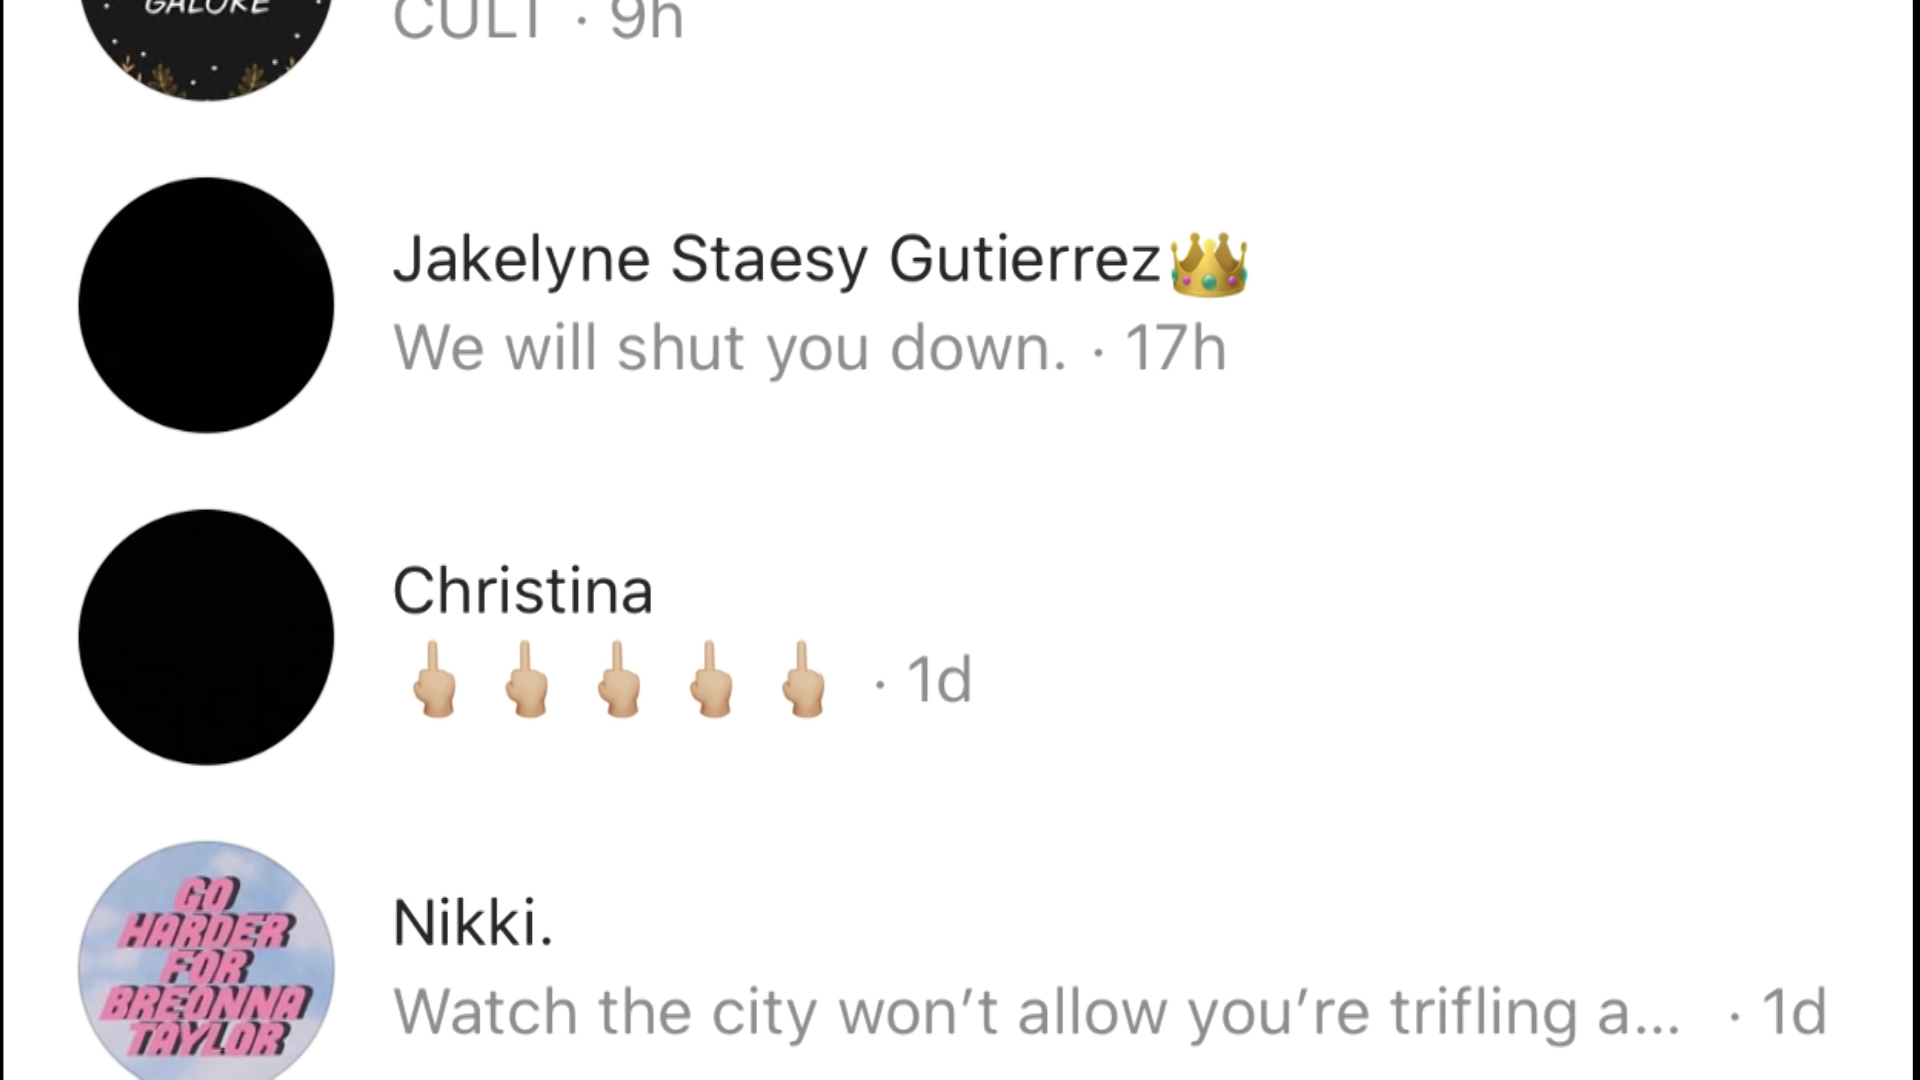 GALORE
CULT · 9h
Jakelyne Staesy Gutierrez👑
We will shut you down. · 17h
Christina
🖕🏼 🖕🏼 🖕🏼 🖕🏼 🖕🏼 · 1d
GO
HARDER
FOR
BREONNA
TAYLOR
Nikki.
Watch the city won’t allow you’re trifling a... · 1d